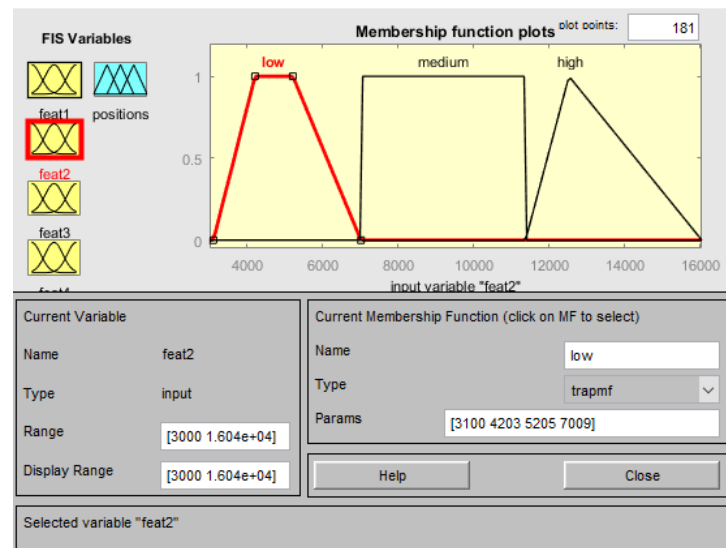 FIS Variables
Membership function plots
plot points:
181
feat1
positions
feat2
feat3
low
medium
high
1
0.5
0
4000
6000
8000
10000
12000
14000
16000
input variable "feat2"
Current Variable
Name
feat2
Type
input
Range
[3000 1.604e+04]
Display Range
[3000 1.604e+04]
Current Membership Function (click on MF to select)
Name
low
Type
trapmf
Params
[3100 4203 5205 7009]
Help
Close
Selected variable "feat2"